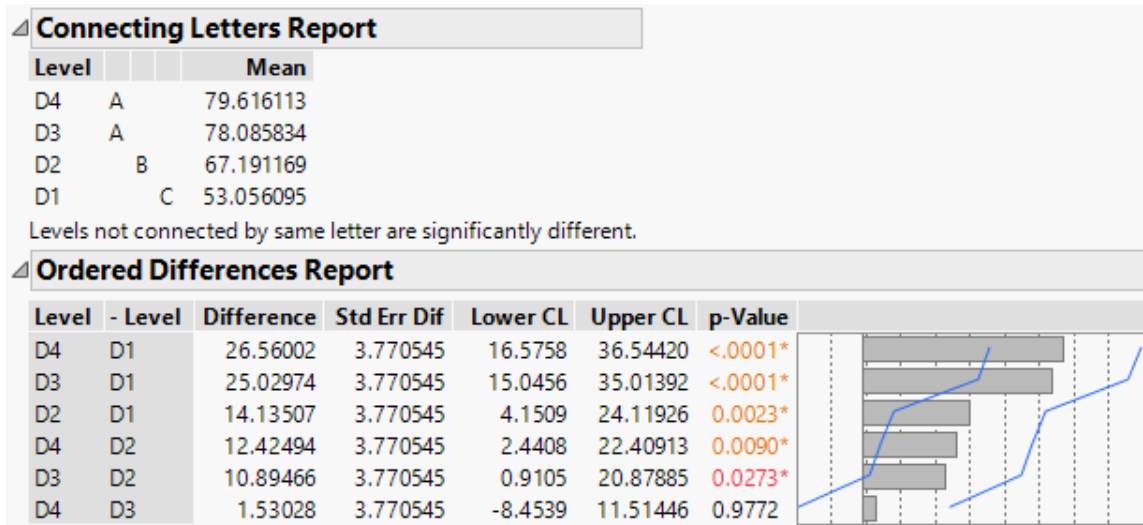 Connecting Letters Report
Level Mean
D4 A 79.616113
D3 A 78.085834
D2 B 67.191169
D1 C 53.056095
Levels not connected by same letter are significantly different.
Ordered Differences Report
Level - Level Difference Std Err Dif Lower CL Upper CL p-Value
D4 D1 26.56002 3.770545 16.5758 36.54420 <.0001*
D3 D1 25.02974 3.770545 15.0456 35.01392 <.0001*
D2 D1 14.13507 3.770545 4.1509 24.11926 0.0023*
D4 D2 12.42494 3.770545 2.4408 22.40913 0.0090*
D3 D2 10.89466 3.770545 0.9105 20.87885 0.0273*
D4 D3 1.53028 3.770545 -8.4539 11.51446 0.9772